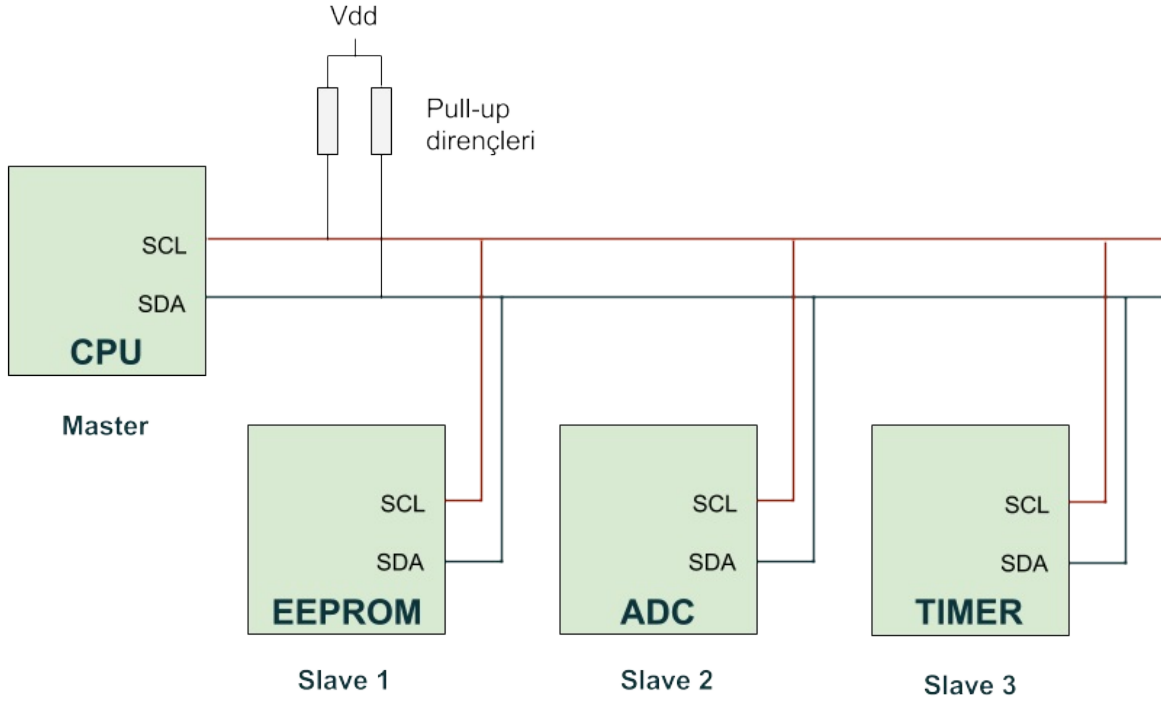 Vdd
Pull-up
dirençleri
SCL
SDA
CPU
Master
SCL
SDA
EEPROM
Slave 1
SCL
SDA
ADC
Slave 2
SCL
SDA
TIMER
Slave 3